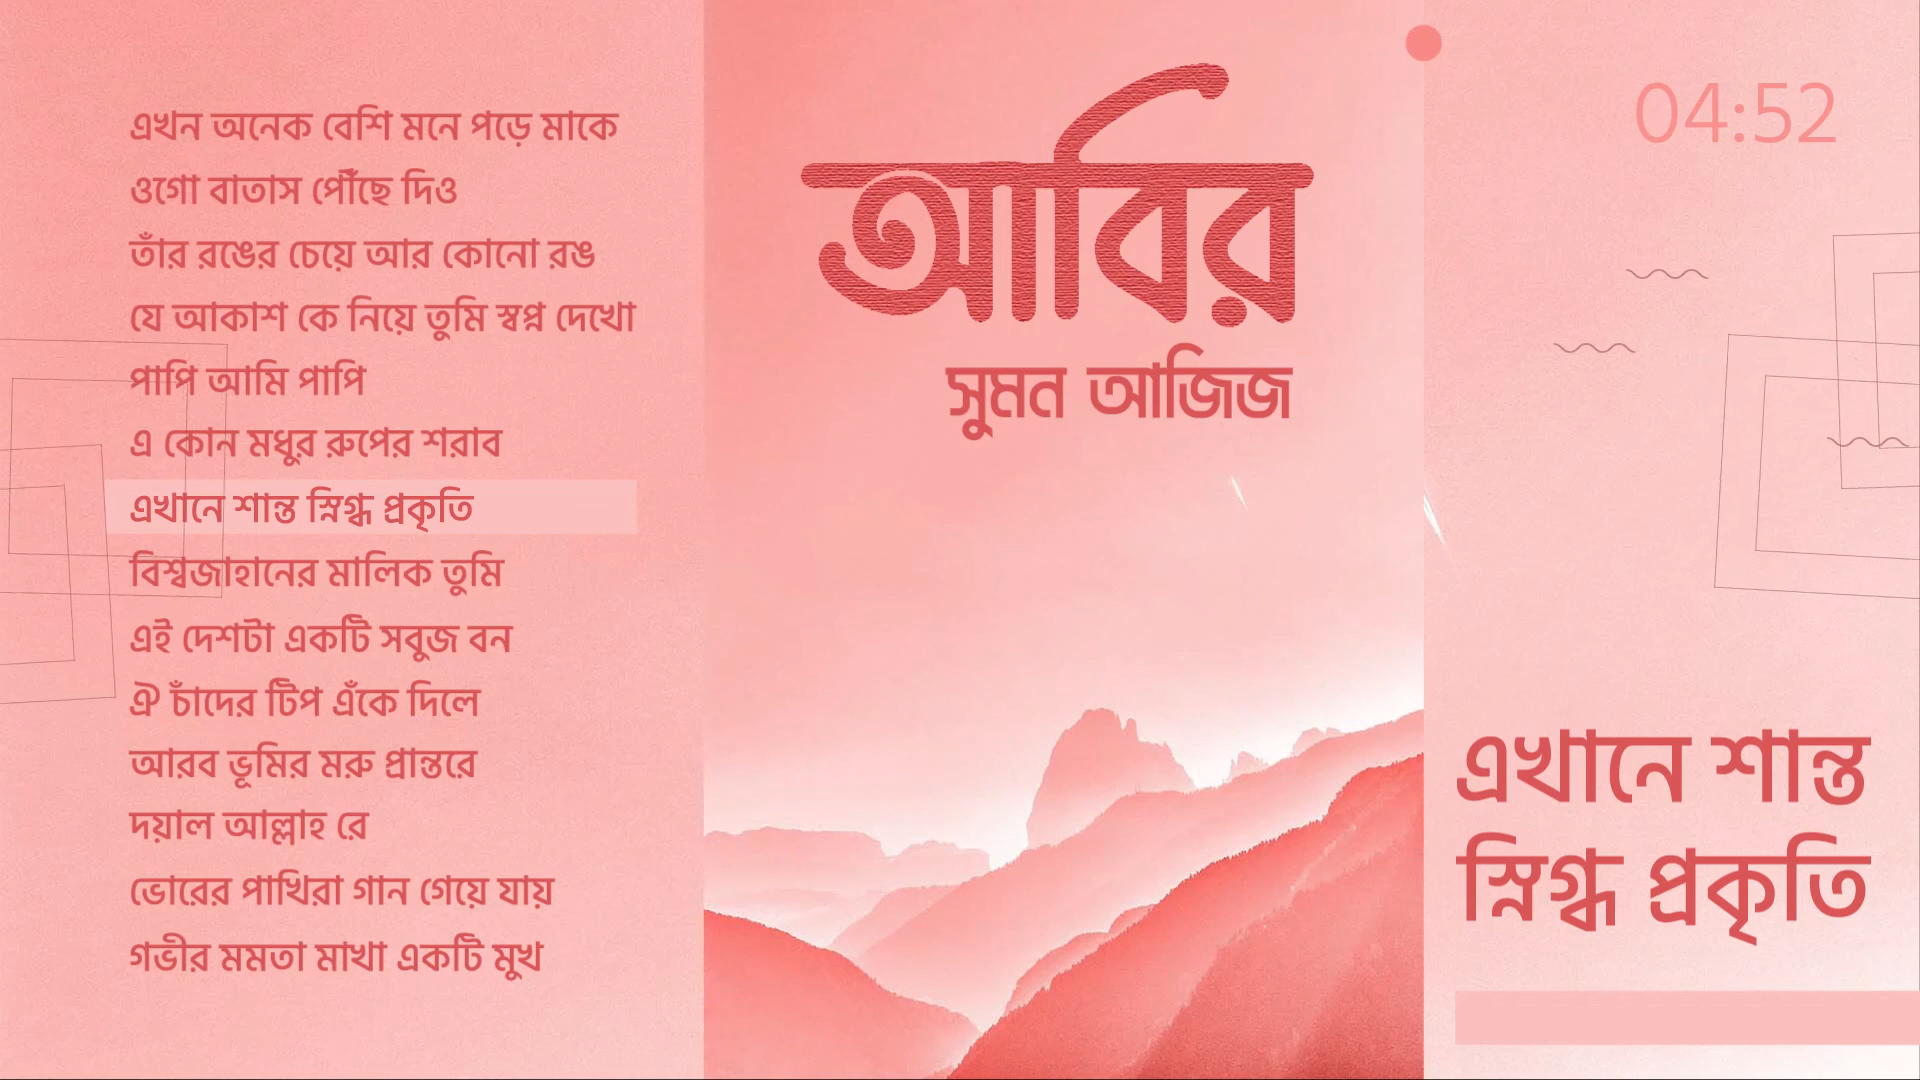 এখন অনেক বেশি মনে পড়ে মাকে
ওগো বাতাস পৌঁছে দিও
তাঁর রঙের চেয়ে আর কোনো রঙ
যে আকাশ কে নিয়ে তুমি স্বপ্ন দেখো
পাপি আমি পাপি
এ কোন মধুর রুপের শরাব
এখানে শান্ত স্নিগ্ধ প্রকৃতি
বিশ্বজাহানের মালিক তুমি
এই দেশটা একটি সবুজ বন
ঐ চাঁদের টিপ এঁকে দিলে
আরব ভূমির মরু প্রান্তরে
দয়াল আল্লাহ রে
ভোরের পাখিরা গান গেয়ে যায়
গভীর মমতা মাখা একটি মুখ
আবির
সুমন আজিজ
04:52
এখানে শান্ত
স্নিগ্ধ প্রকৃতি